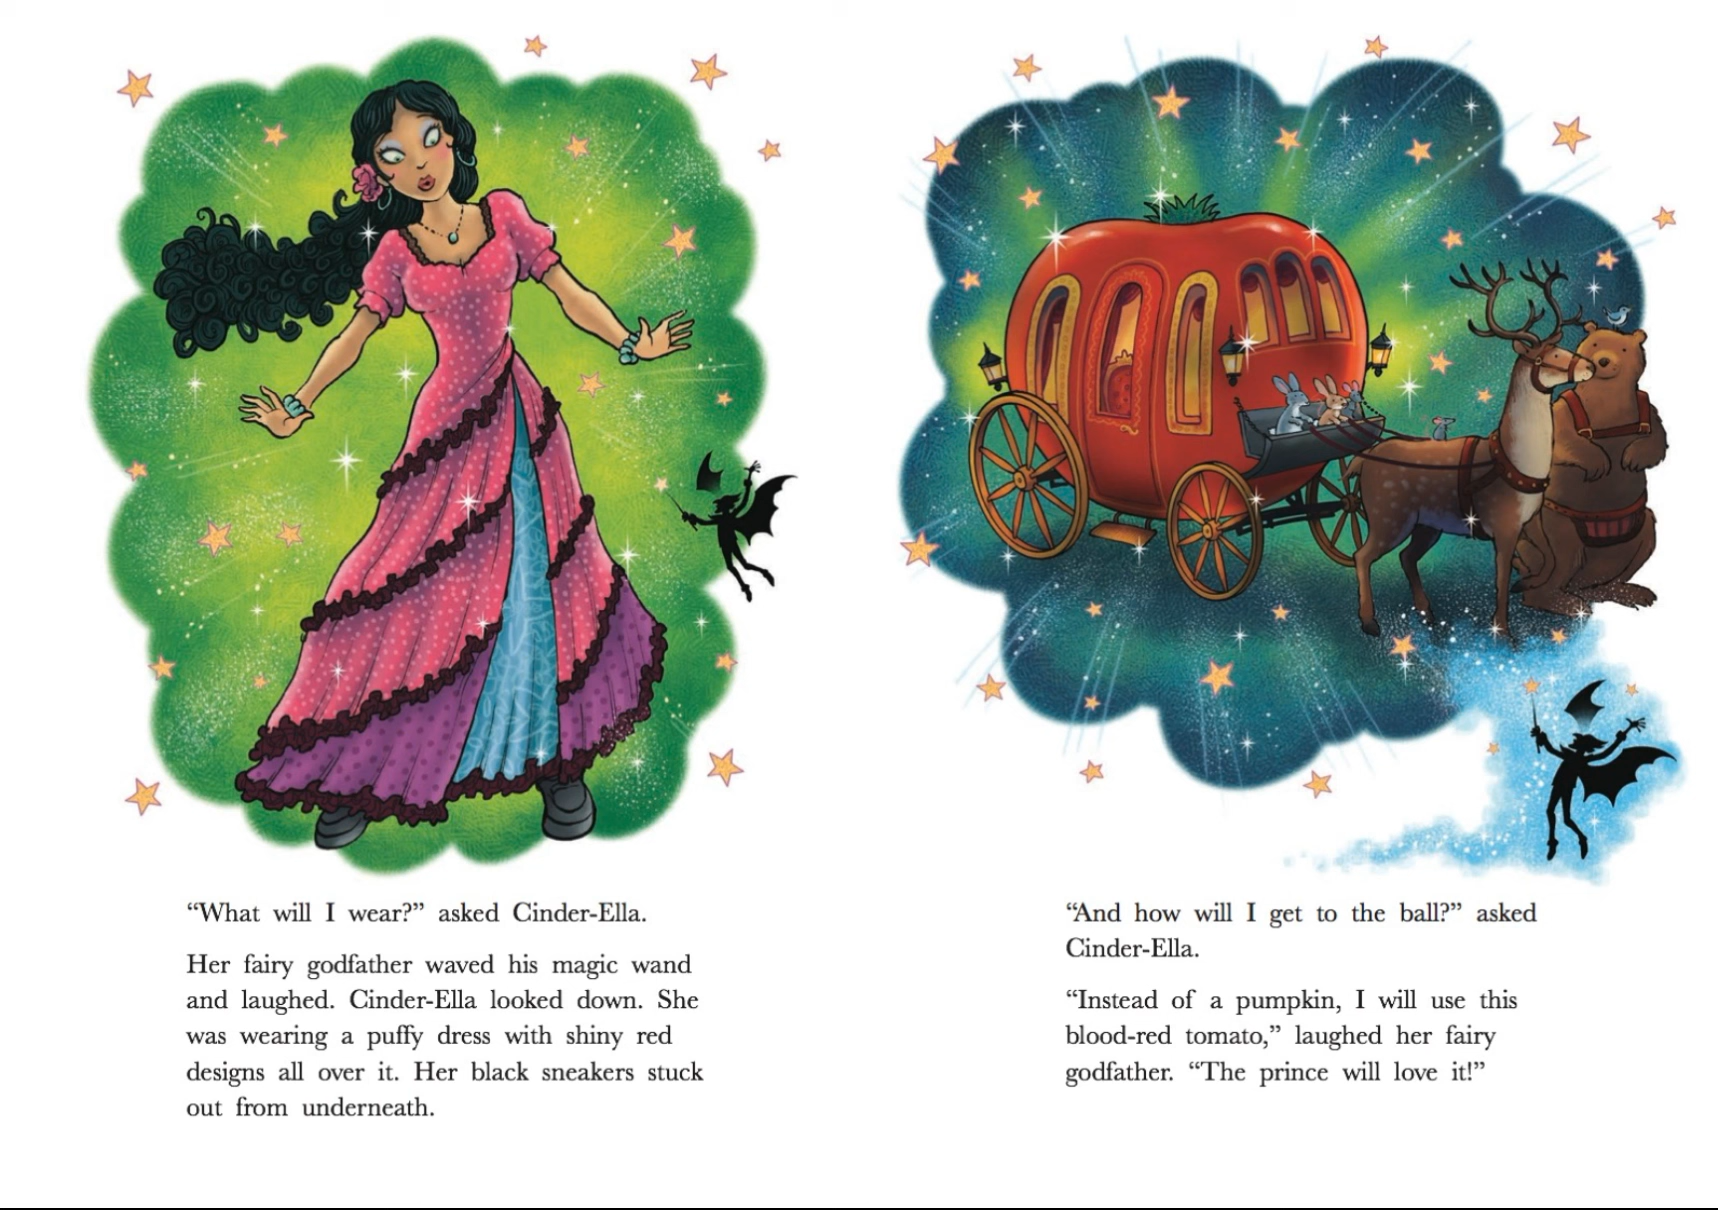 “What will I wear?” asked Cinder-Ella.
Her fairy godfather waved his magic wand
and laughed. Cinder-Ella looked down. She
was wearing a puffy dress with shiny red
designs all over it. Her black sneakers stuck
out from underneath.
“And how will I get to the ball?” asked
Cinder-Ella.
“Instead of a pumpkin, I will use this
blood-red tomato,” laughed her fairy
godfather. “The prince will love it!”